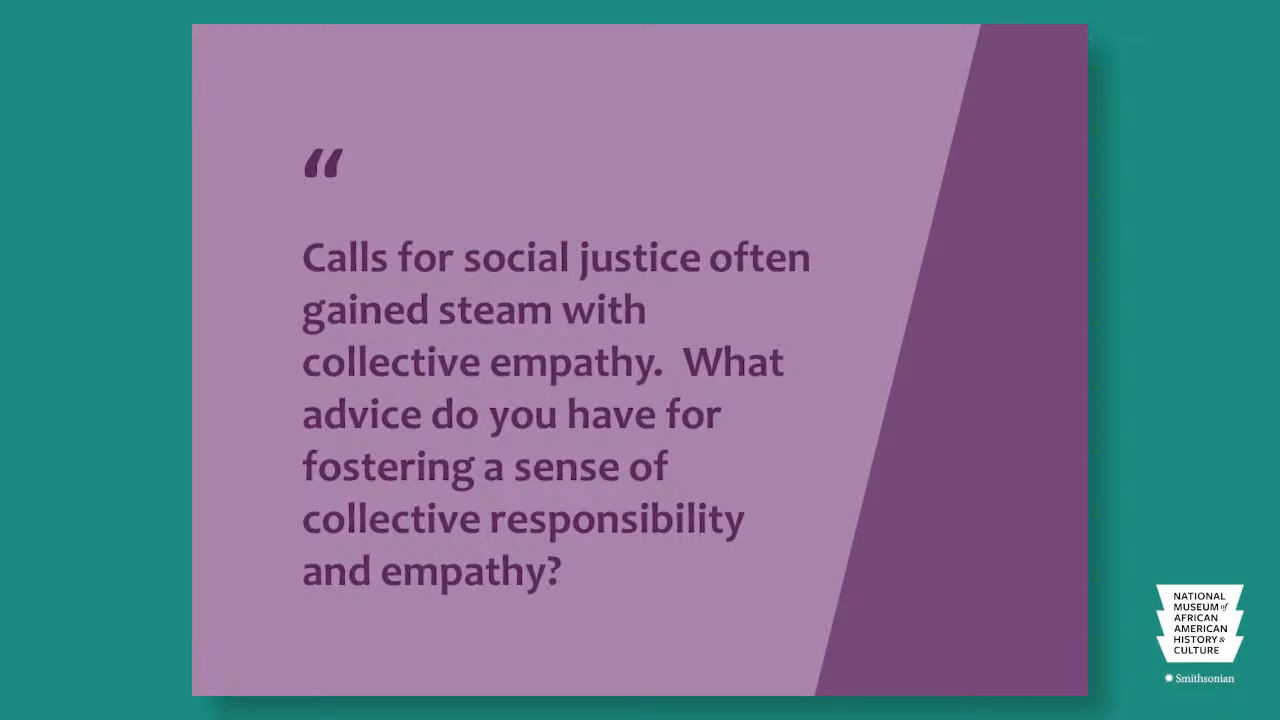 “
Calls for social justice often
gained steam with
collective empathy.  What
advice do you have for
fostering a sense of
collective responsibility
and empathy?
NATIONAL
MUSEUM of
AFRICAN
AMERICAN
HISTORY &
CULTURE
Smithsonian